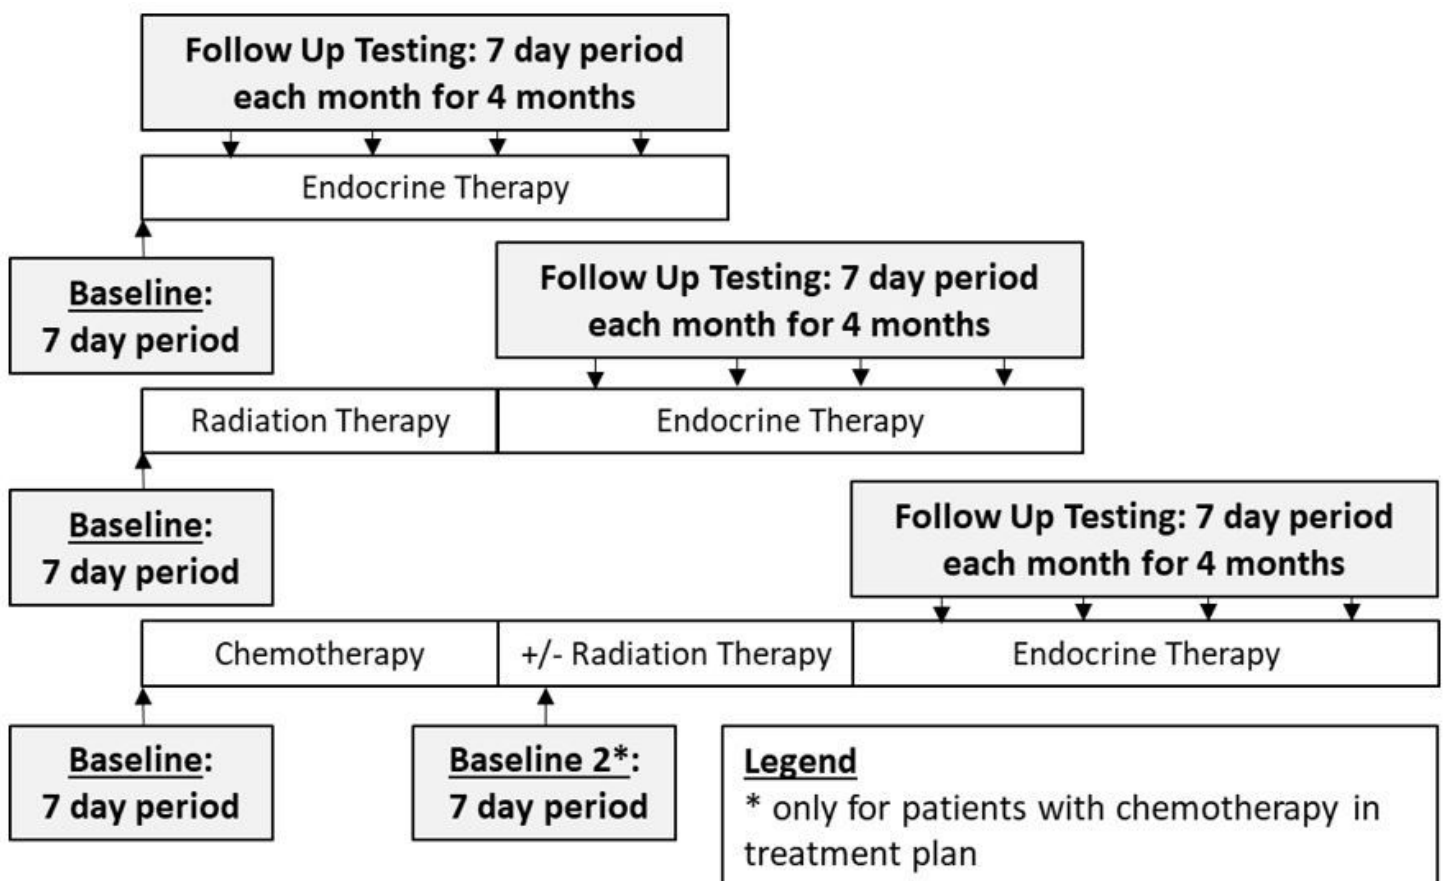 Follow Up Testing: 7 day period
each month for 4 months
Endocrine Therapy
Baseline:
7 day period
Follow Up Testing: 7 day period
each month for 4 months
Radiation Therapy
Endocrine Therapy
Baseline:
7 day period
Follow Up Testing: 7 day period
each month for 4 months
Chemotherapy
+/- Radiation Therapy
Endocrine Therapy
Baseline:
7 day period
Baseline 2*:
7 day period
Legend
* only for patients with chemotherapy in
treatment plan